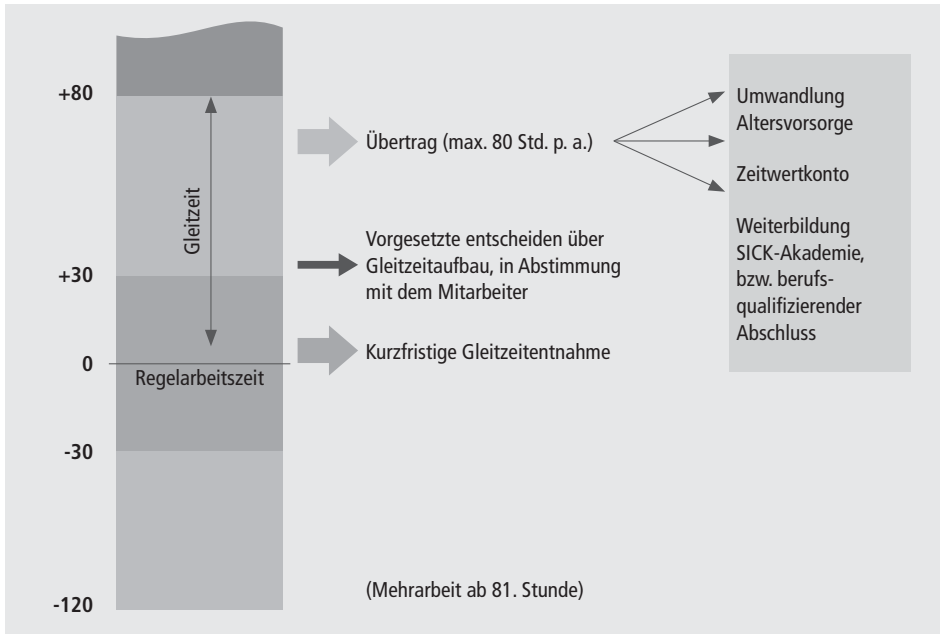 +80
+30
0
-30
-120
Gleitzeit
Regelarbeitszeit
Übertrag (max. 80 Std. p. a.)
Vorgesetzte entscheiden über
Gleitzeitaufbau, in Abstimmung
mit dem Mitarbeiter
Kurzfristige Gleitzeitentnahme
(Mehrarbeit ab 81. Stunde)
Umwandlung
Altersvorsorge
Zeitwertkonto
Weiterbildung
SICK-Akademie,
bzw. berufs-
qualifizierender
Abschluss